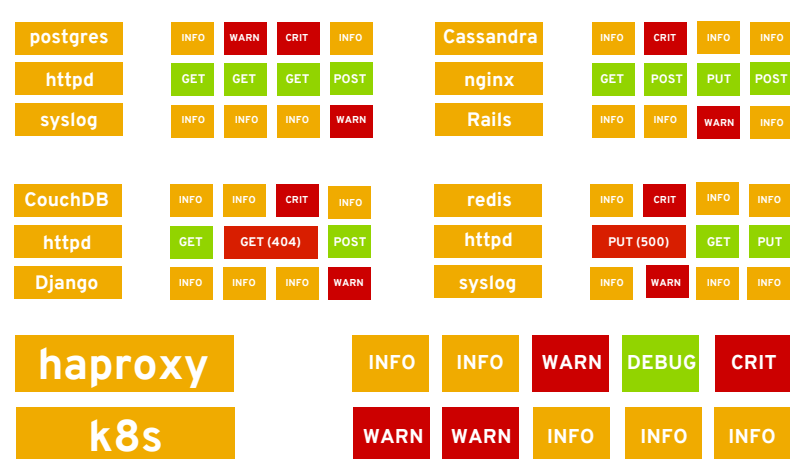 postgres INFO WARN CRIT INFO
httpd GET GET GET POST
syslog INFO INFO INFO WARN
Cassandra INFO CRIT INFO INFO
nginx GET POST PUT POST
Rails INFO INFO WARN INFO
CouchDB INFO INFO CRIT INFO
httpd GET GET (404) POST
Django INFO INFO INFO WARN
redis INFO CRIT INFO INFO
httpd PUT (500) GET PUT
syslog INFO WARN INFO INFO
haproxy INFO INFO WARN DEBUG CRIT
k8s WARN WARN INFO INFO INFO